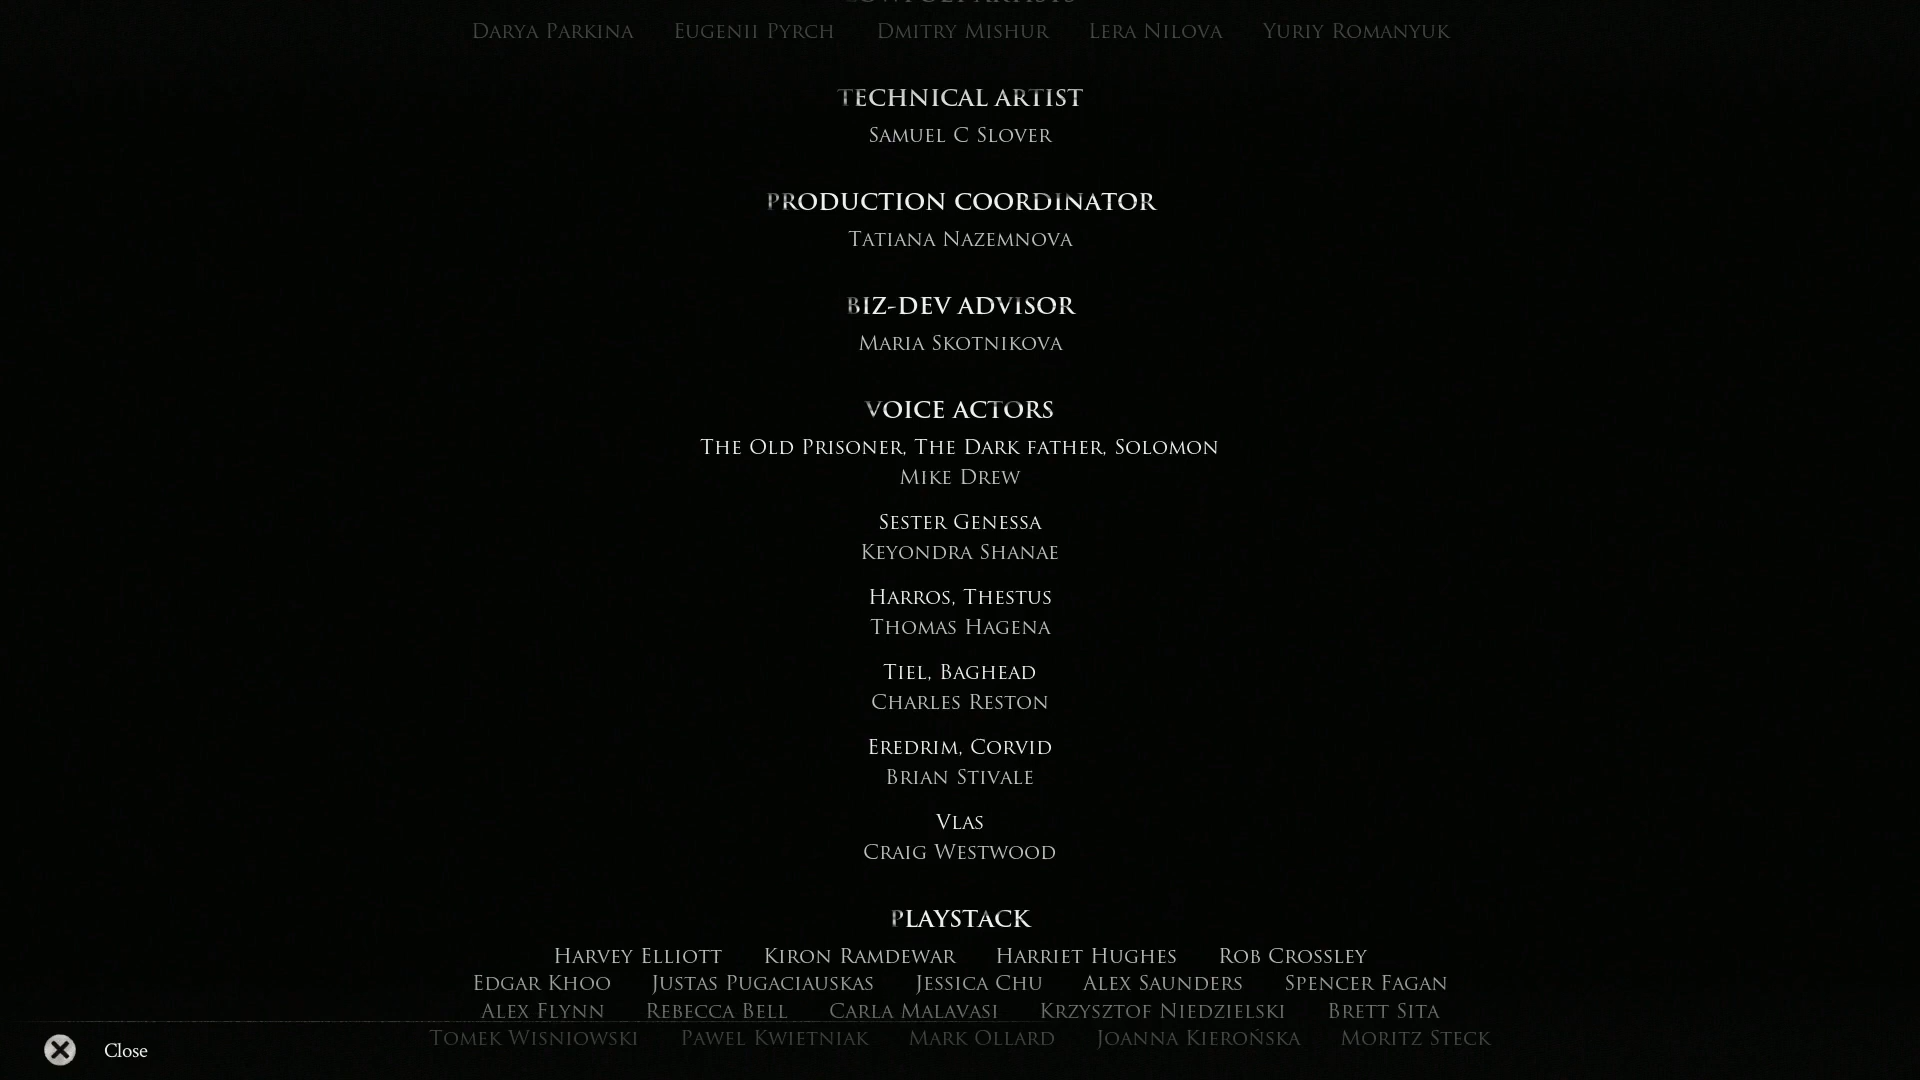 Darya Parkina Eugenii Pyrch Dmitry Mishur Lera Nilova Yuriy Romanyuk
TECHNICAL ARTIST
Samuel C Slover
PRODUCTION COORDINATOR
Tatiana Nazemnova
BIZ-DEV ADVISOR
Maria Skotnikova
VOICE ACTORS
The Old Prisoner, The Dark father, Solomon
Mike Drew
Sester Genessa
Keyondra Shanae
Harros, Thestus
Thomas Hagena
Tiel, Baghead
Charles Reston
Eredrim, Corvid
Brian Stivale
Vlas
Craig Westwood
PLAYSTACK
Harvey Elliott Kiron Ramdewar Harriet Hughes Rob Crossley
Edgar Khoo Justas Pugaciauskas Jessica Chu Alex Saunders Spencer Fagan
Alex Flynn Rebecca Bell Carla Malavasi Krzysztof Niedzielski Brett Sita
Tomek Wisniowski Pawel Kwietniak Mark Ollard Joanna Kierońska Moritz Steck
Close